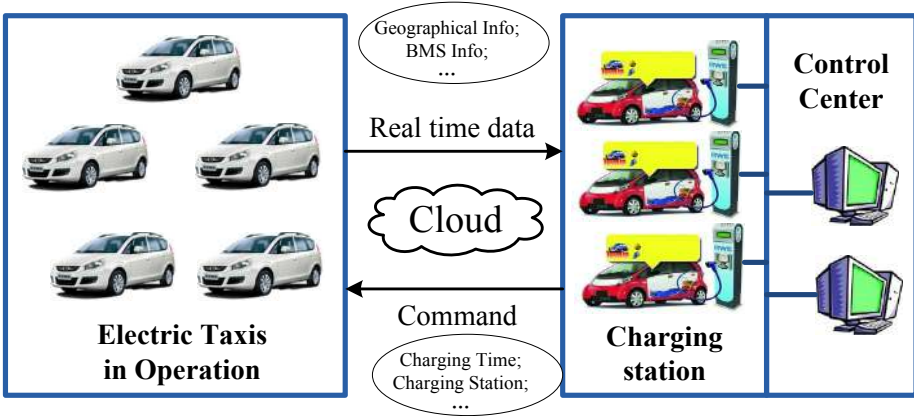 Geographical Info;
BMS Info;
...
Real time data
Cloud
Command
Charging Time;
Charging Station;
...
Electric Taxis
in Operation
Charging
station
Control
Center